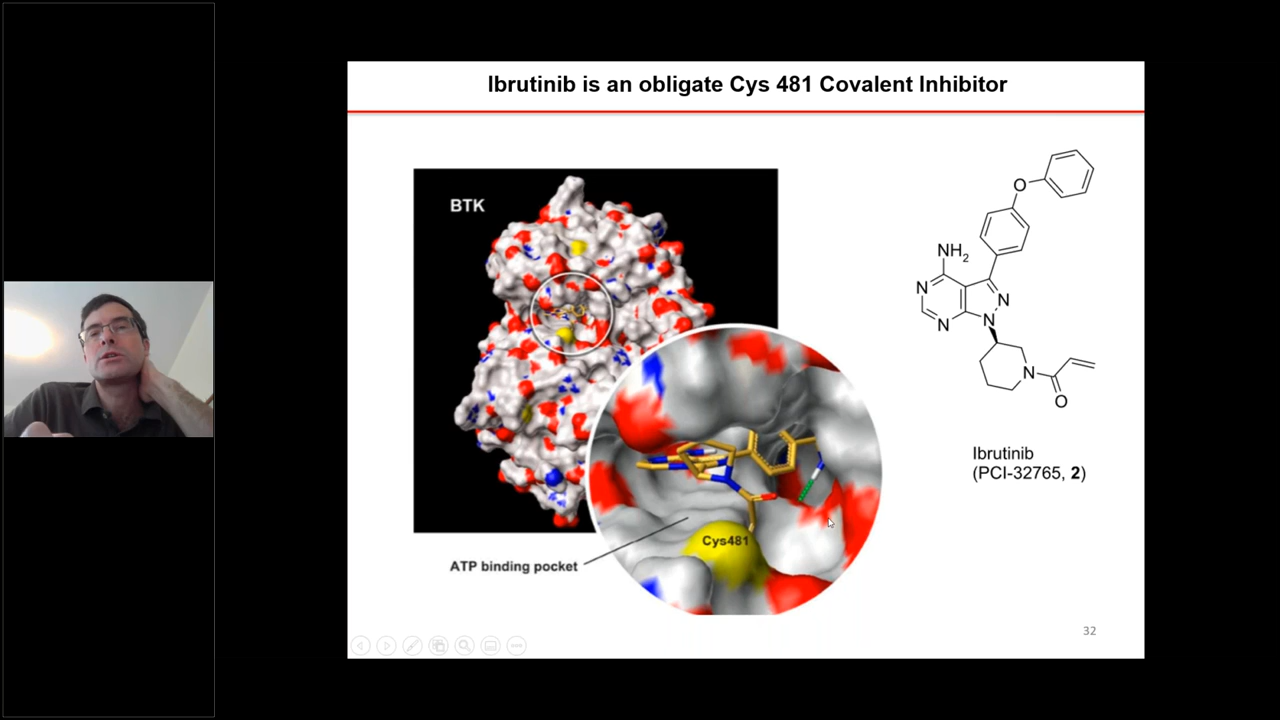 Ibrutinib is an obligate Cys 481 Covalent Inhibitor
BTK
Cys481
ATP binding pocket
O
NH2
N
N
N
N
N
O
Ibrutinib
(PCI-32765, 2)
32